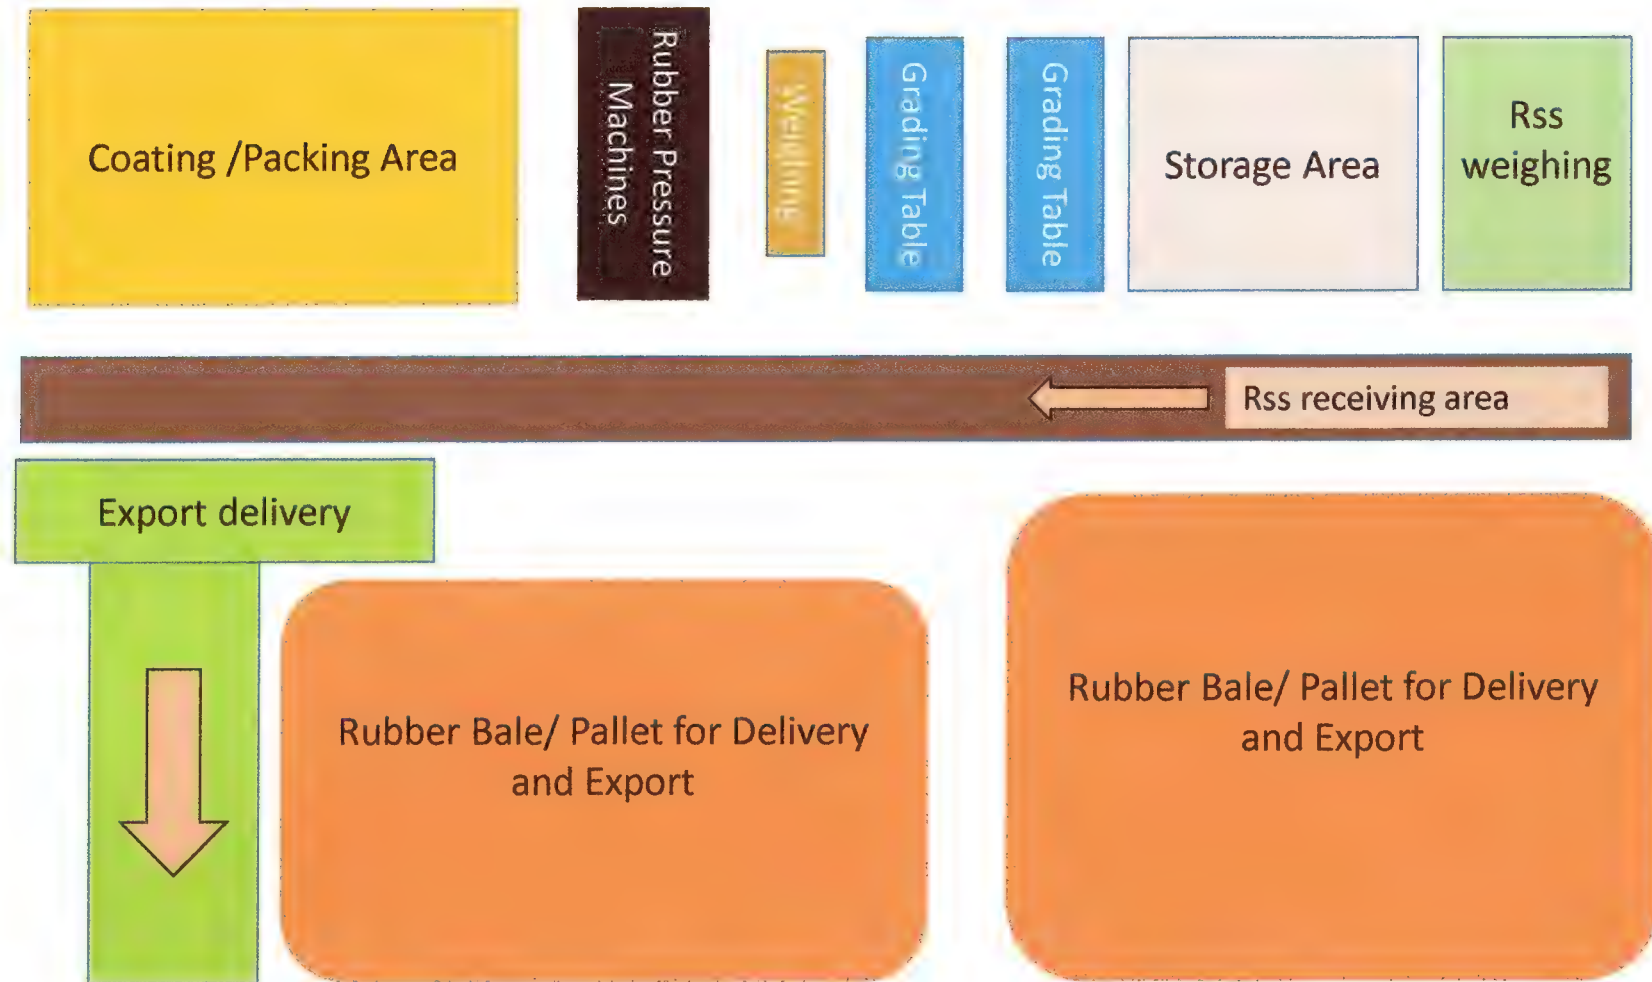 Coating /Packing Area
Rubber Pressure
Machines
Weighing
Grading Table
Grading Table
Storage Area
Rss
weighing
Rss receiving area
Export delivery
Rubber Bale/ Pallet for Delivery
and Export
Rubber Bale/ Pallet for Delivery
and Export